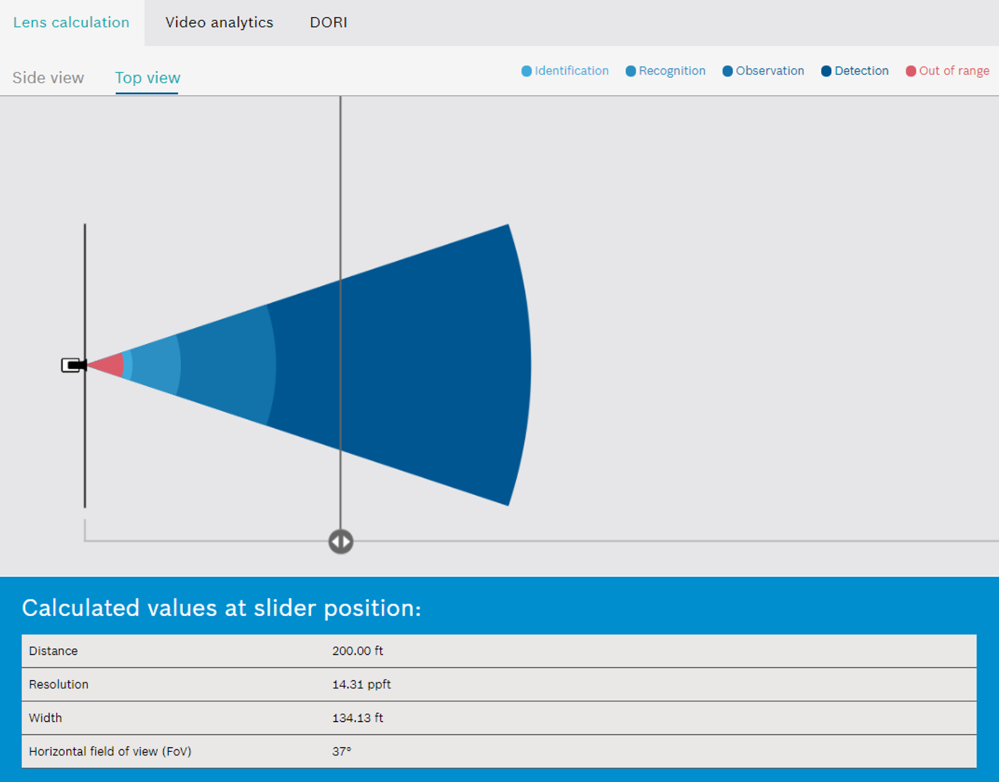 Lens calculation Video analytics DORI
Side view Top view Identification Recognition Observation Detection Out of range
Calculated values at slider position:
Distance 200.00 ft
Resolution 14.31 ppft
Width 134.13 ft
Horizontal field of view (FoV) 37°